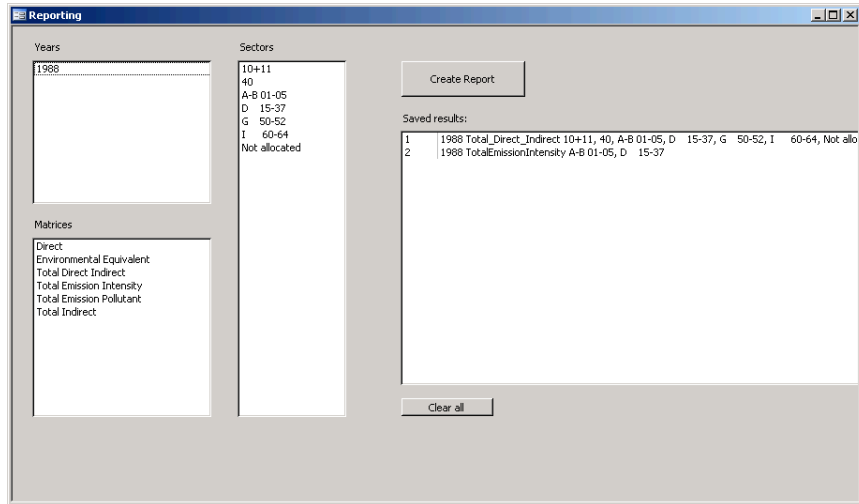 Reporting
Years
1988
Sectors
10+11
40
A-B 01-05
D 15-37
G 50-52
I 60-64
Not allocated
Matrices
Direct
Environmental Equivalent
Total Direct Indirect
Total Emission Intensity
Total Emission Pollutant
Total Indirect
Create Report
Saved results:
1 1988 Total_Direct_Indirect 10+11, 40, A-B 01-05, D 15-37, G 50-52, I 60-64, Not allo
2 1988 TotalEmissionIntensity A-B 01-05, D 15-37
Clear all